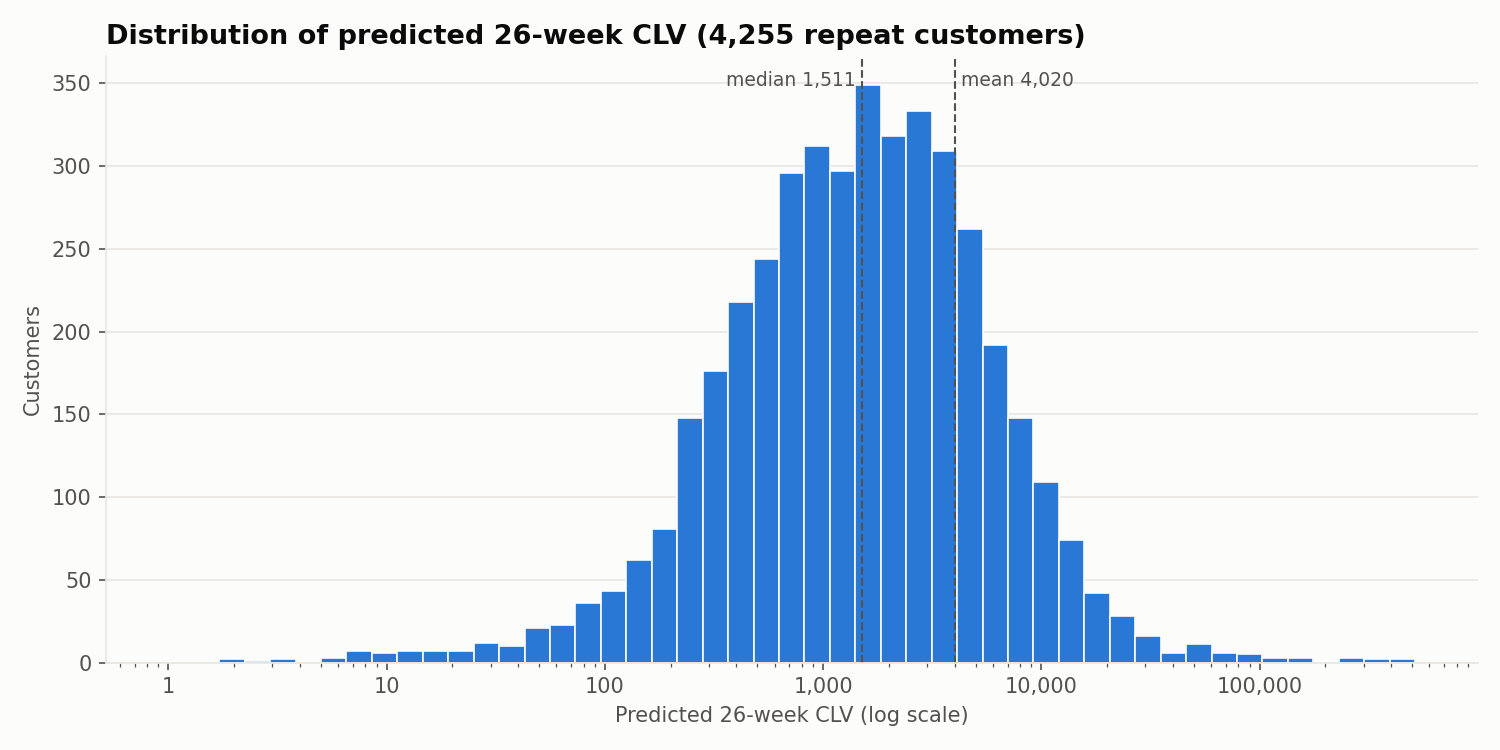 Distribution of predicted 26-week CLV (4,255 repeat customers)
median 1,511
mean 4,020
350
300
250
200
150
100
50
0
Customers
1
10
100
1,000
10,000
100,000
Predicted 26-week CLV (log scale)